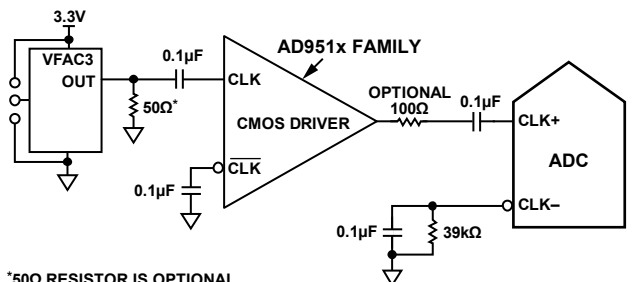 3.3V
VFAC3
OUT
50Ω*
0.1µF
CLK
AD951x FAMILY
CMOS DRIVER
CLK
0.1µF
OPTIONAL
100Ω
0.1µF
CLK+
ADC
CLK–
0.1µF
39kΩ
*50Ω RESISTOR IS OPTIONAL